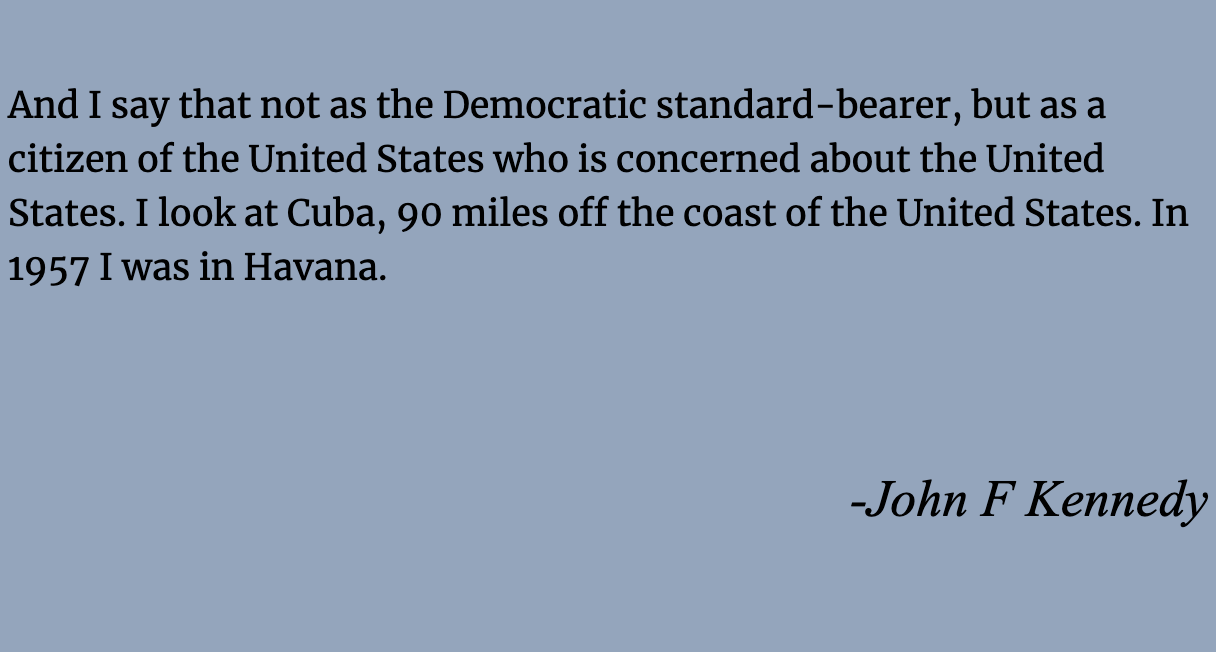 And I say that not as the Democratic standard-bearer, but as a
citizen of the United States who is concerned about the United
States. I look at Cuba, 90 miles off the coast of the United States. In
1957 I was in Havana.
-John F Kennedy